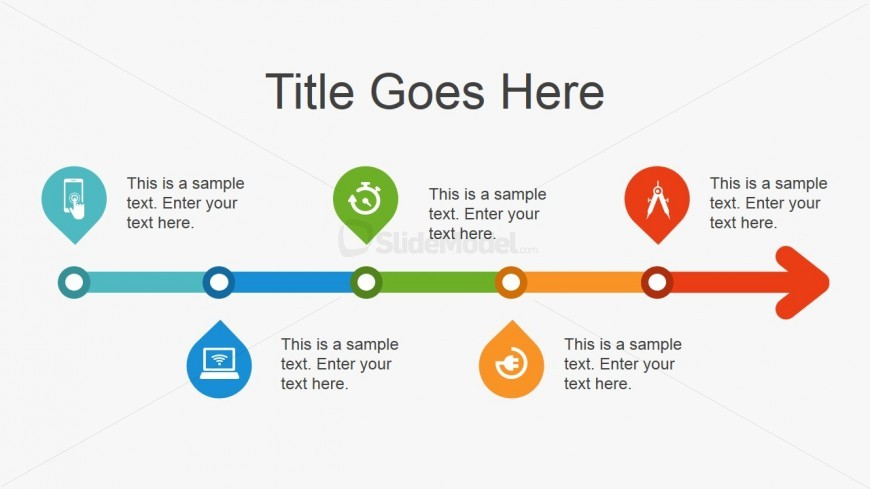 Title Goes Here
This is a sample
text. Enter your
text here.
This is a sample
text. Enter your
text here.
This is a sample
text. Enter your
text here.
SlideModel.com
This is a sample
text. Enter your
text here.
This is a sample
text. Enter your
text here.